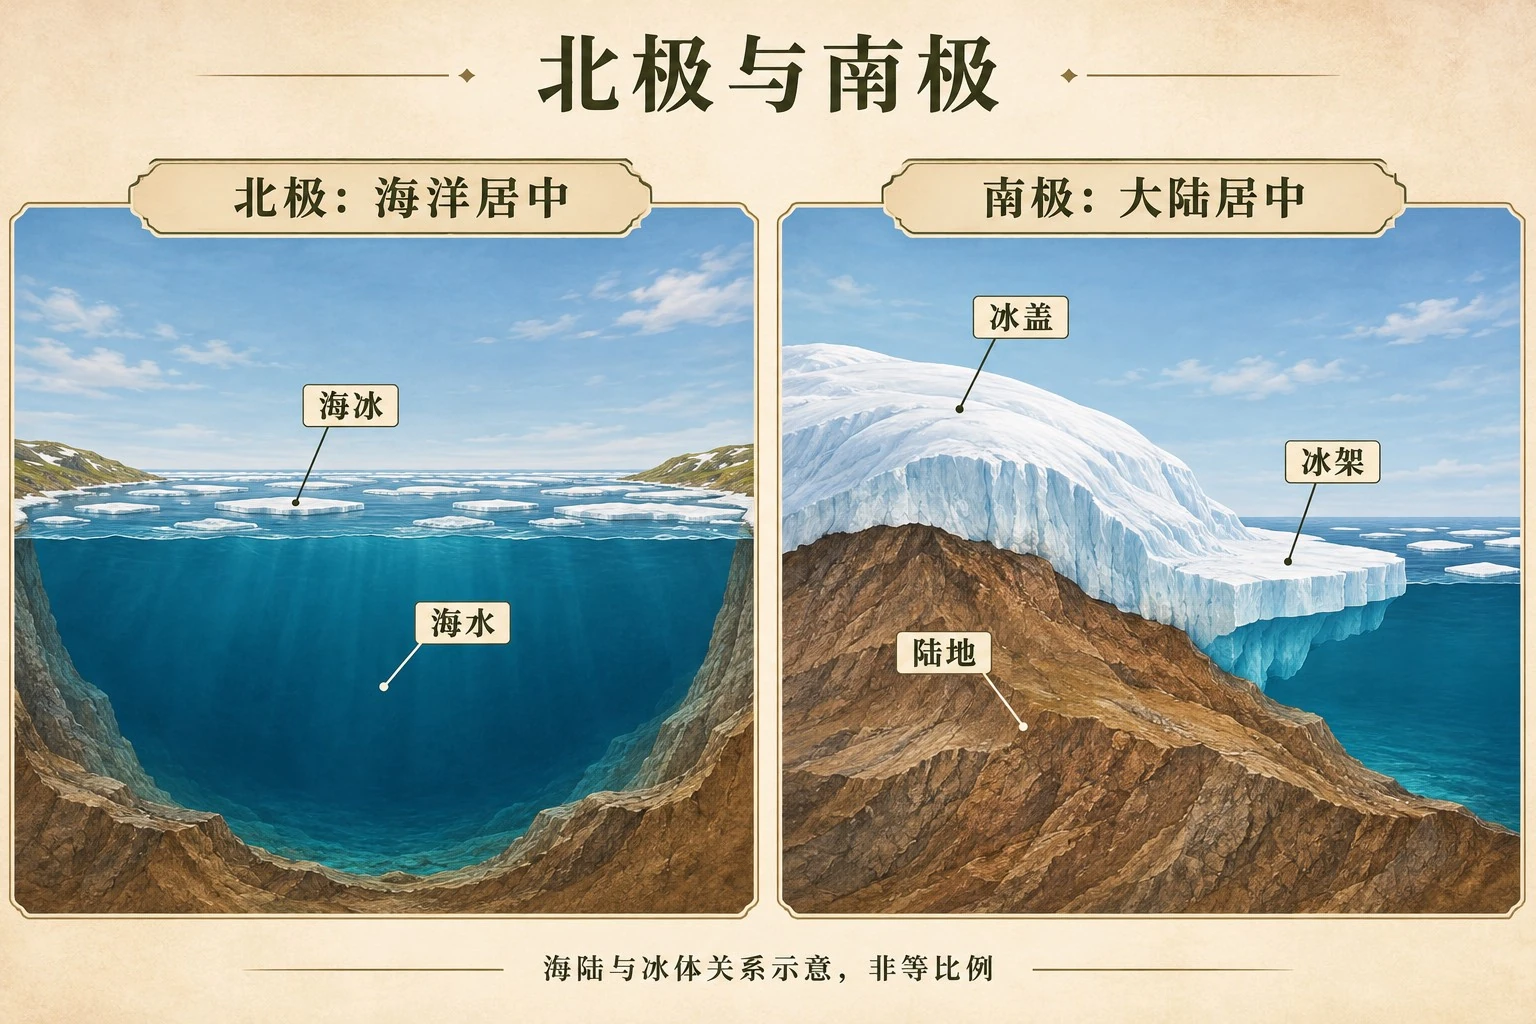 北极与南极
北极：海洋居中
南极：大陆居中
海冰
海水
冰盖
冰架
陆地
海陆与冰体关系示意，非等比例